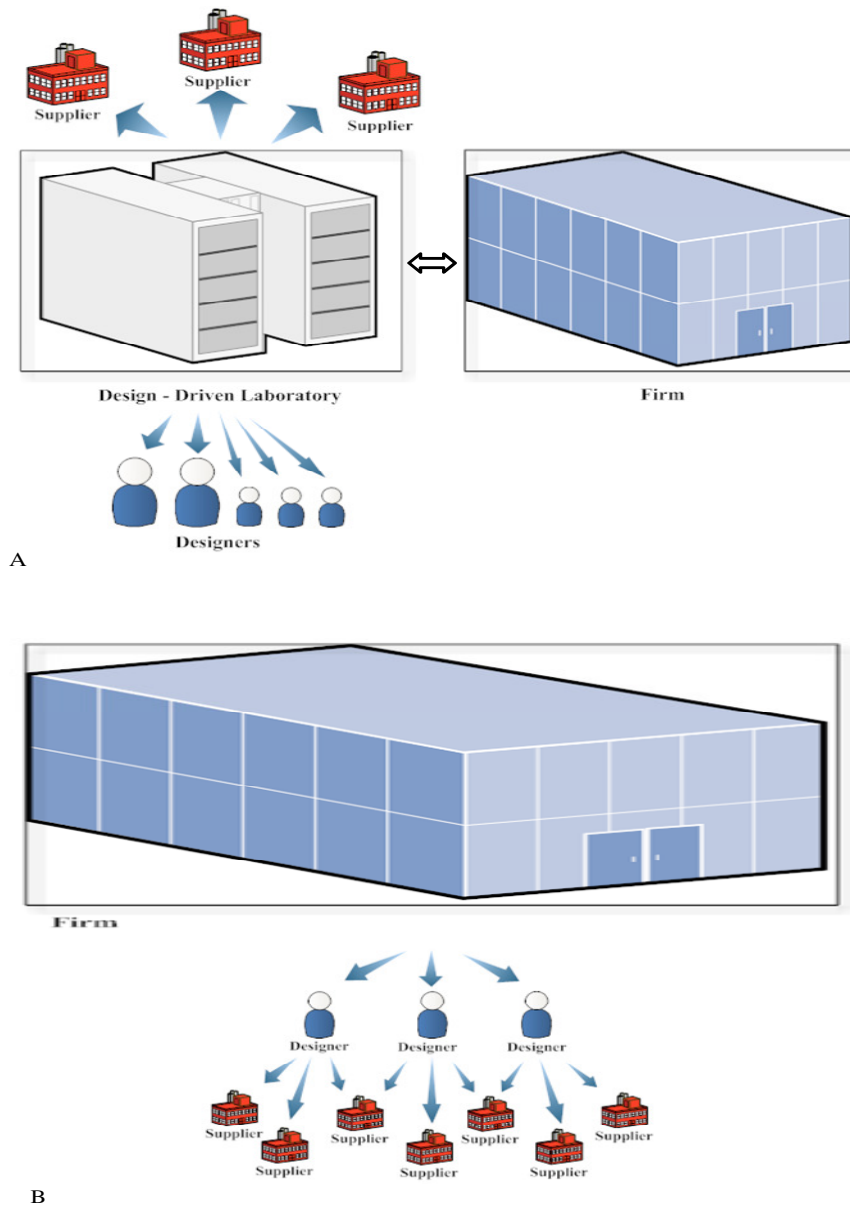 Supplier
Supplier
Supplier
Design - Driven Laboratory
Firm
Designers
A
Firm
Designer
Designer
Designer
Supplier
Supplier
Supplier
Supplier
Supplier
Supplier
Supplier
B